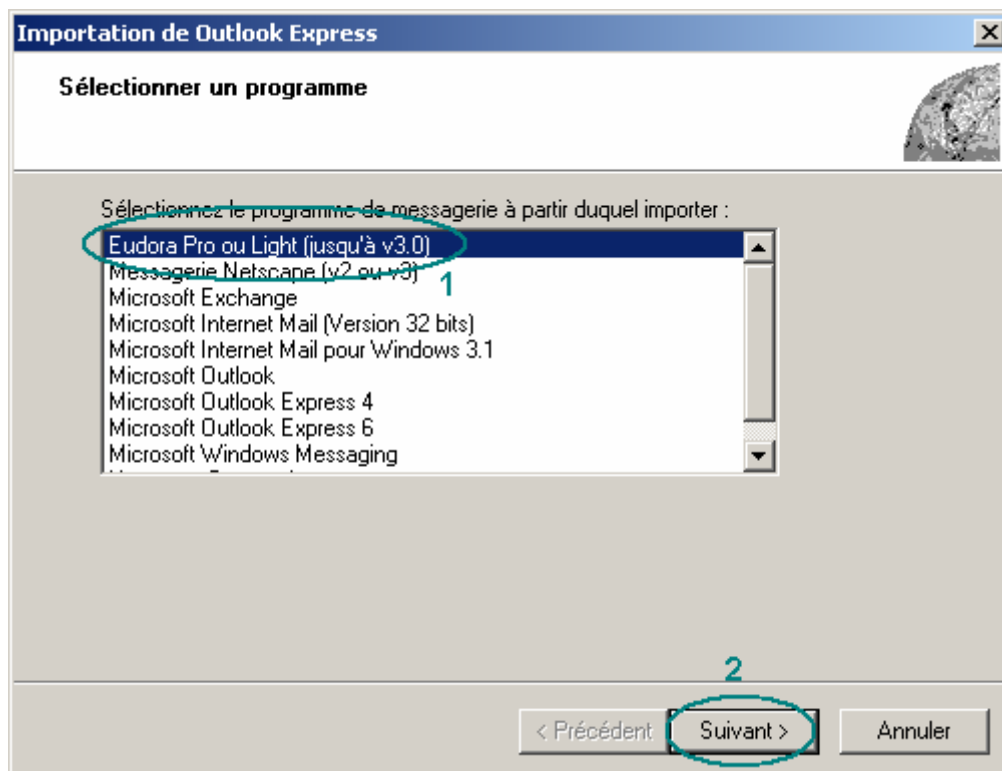 Importation de Outlook Express
Sélectionner un programme
Sélectionnez le programme de messagerie à partir duquel importer :
Eudora Pro ou Light (jusqu'à v3.0)
1
Messagerie Netscape (v2 ou v3)
Microsoft Exchange
Microsoft Internet Mail (Version 32 bits)
Microsoft Internet Mail pour Windows 3.1
Microsoft Outlook
Microsoft Outlook Express 4
Microsoft Outlook Express 6
Microsoft Windows Messaging
2
< Précédent
Suivant >
Annuler